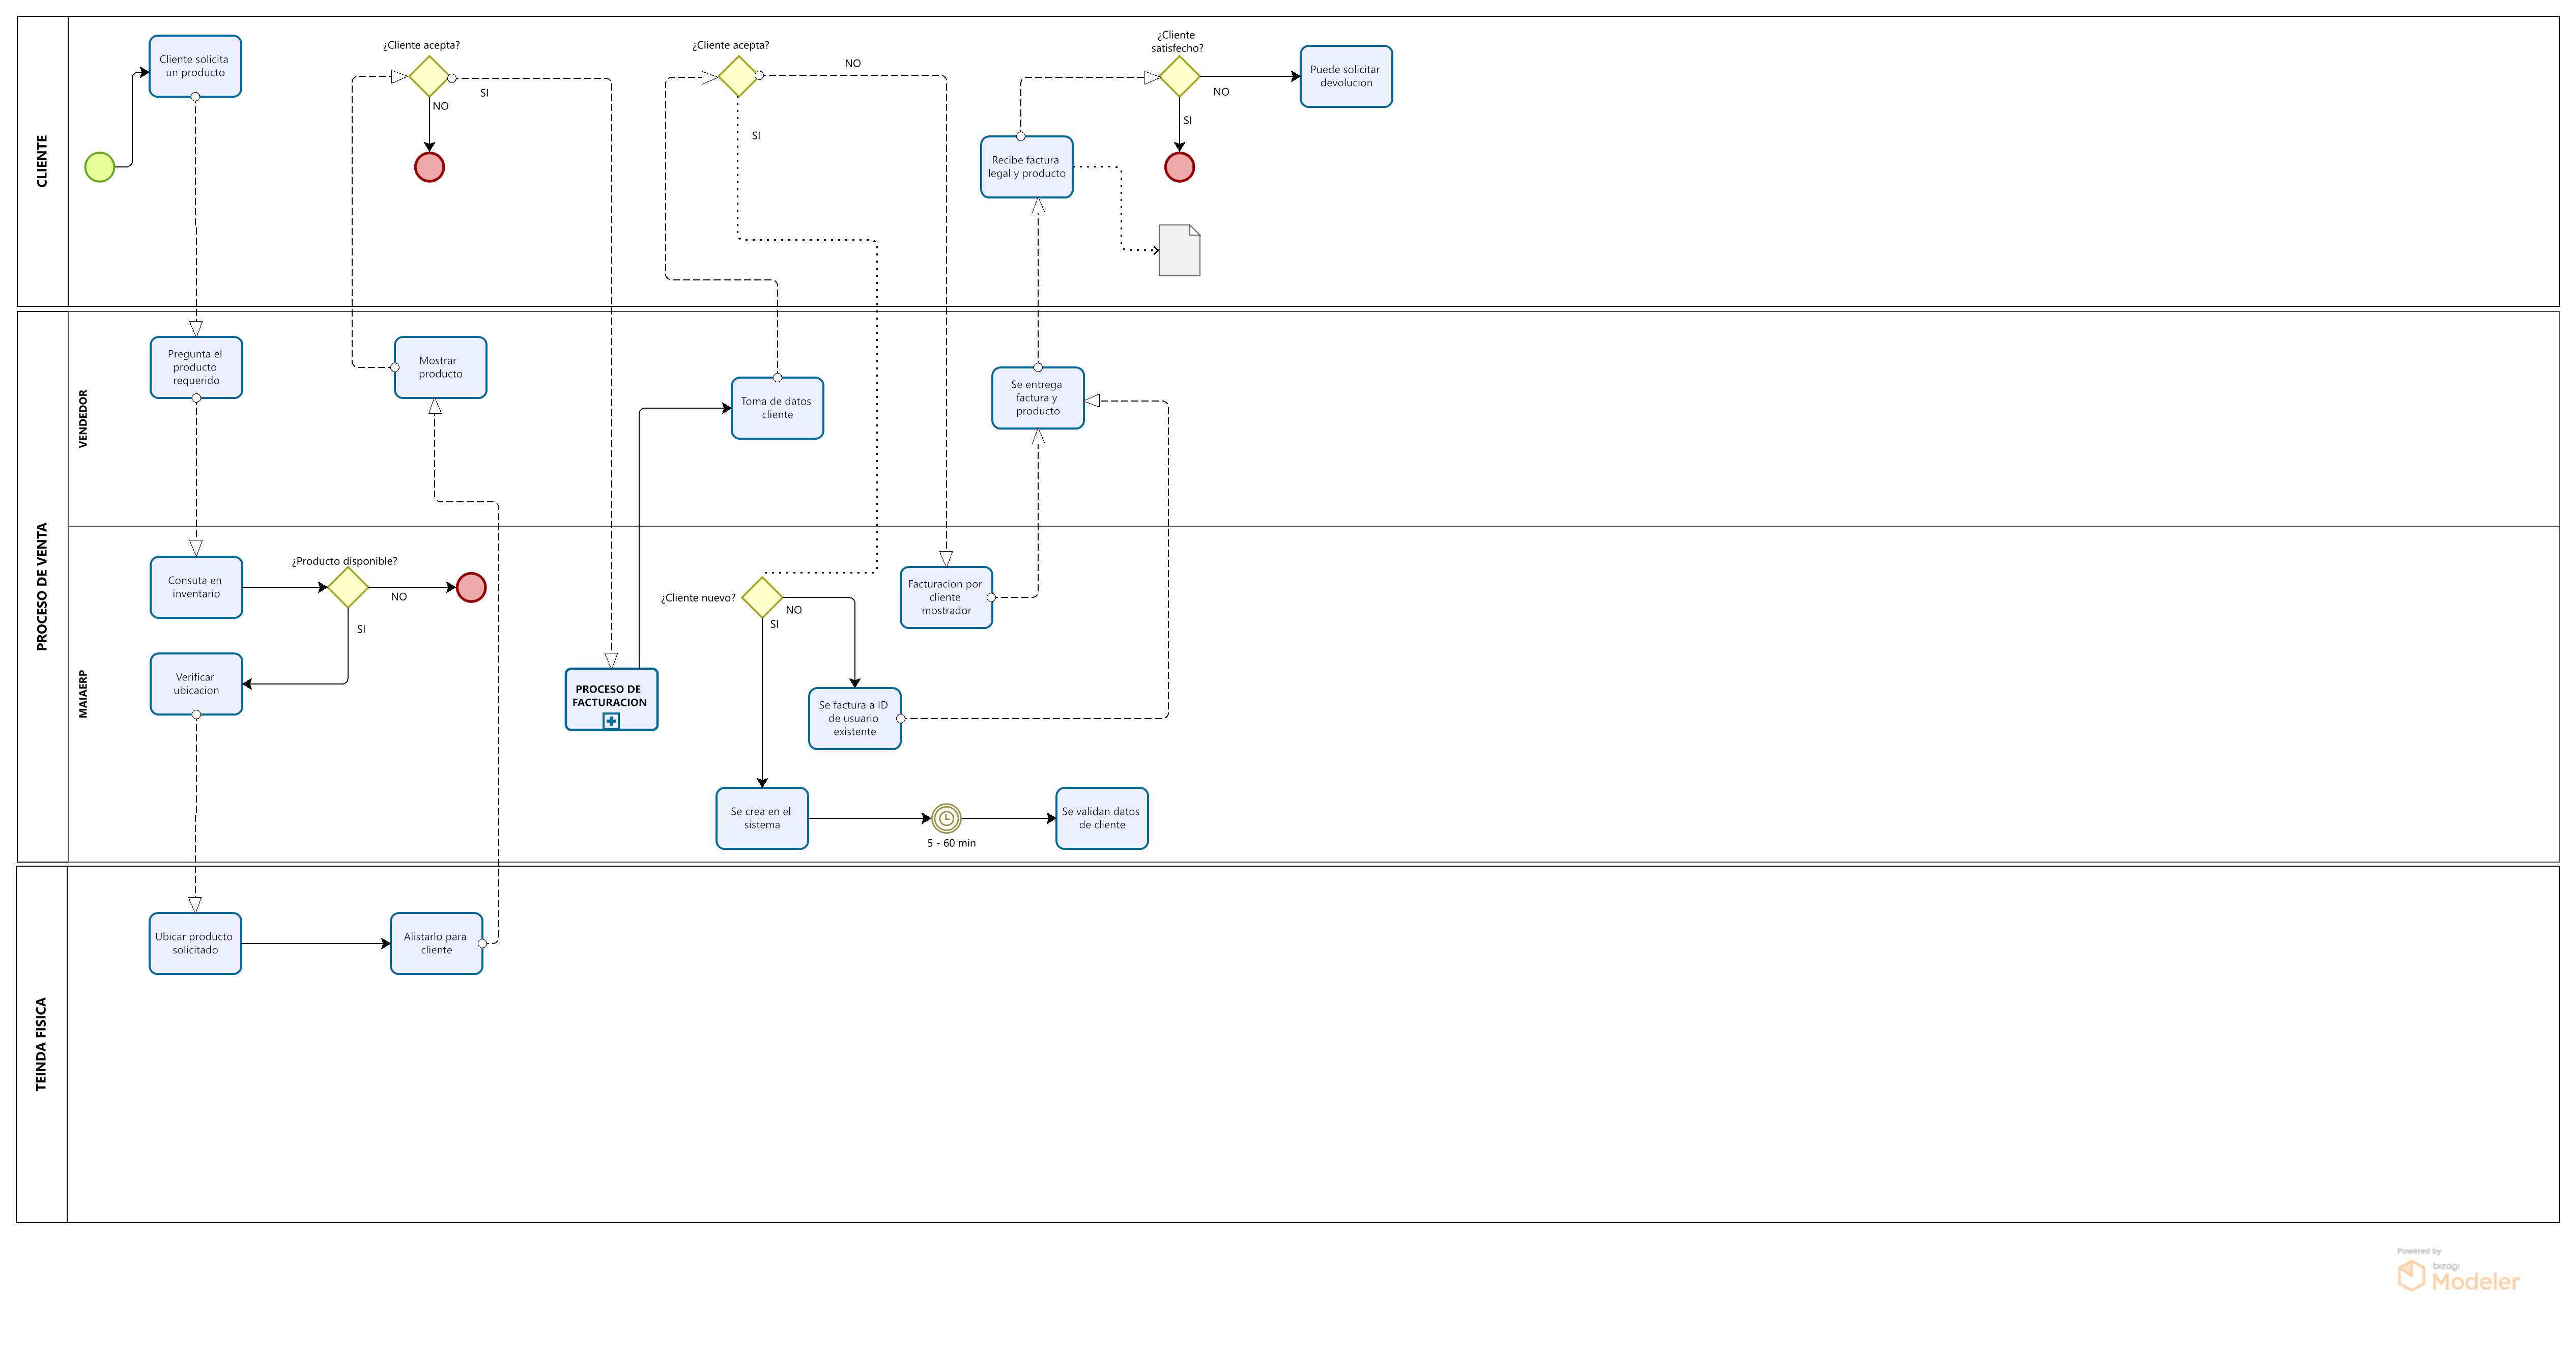 CLIENTE
Cliente solicita
un producto
¿Cliente acepta?
SI
NO
¿Cliente acepta?
NO
SI
¿Cliente
satisfecho?
NO
SI
Puede solicitar
devolucion
Recibe factura
legal y producto
PROCESO DE VENTA
VENDEDOR
Pregunta el
producto
requerido
Mostrar
producto
Toma de datos
cliente
Se entrega
factura y
producto
MAIAERP
Consuta en
inventario
¿Producto disponible?
NO
SI
Verificar
ubicacion
PROCESO DE
FACTURACION
¿Cliente nuevo?
NO
SI
Facturacion por
cliente
mostrador
Se factura a ID
de usuario
existente
Se crea en el
sistema
5 - 60 min
Se validan datos
de cliente
TEINDA FISICA
Ubicar producto
solicitado
Alistarlo para
cliente
Powered by
bizagi
Modeler